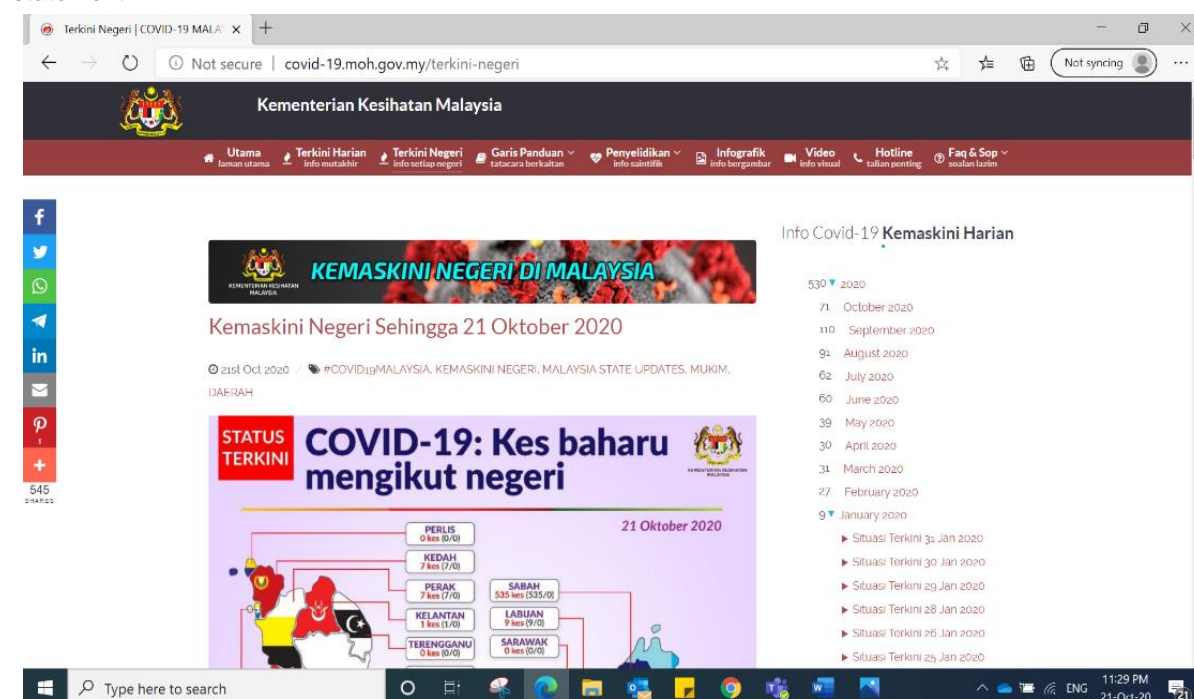 Terkini Negeri | COVID-19 MALA
Not secure | covid-19.moh.gov.my/terkini-negeri
Not syncing
Kementerian Kesihatan Malaysia
Utama
laman utama
Terkini Harian
info mutakhir
Terkini Negeri
info setiap negeri
Garis Panduan
tatacara berkaitan
Penyelidikan
info saintifik
Infografik
info bergambar
Video
info visual
Hotline
talian penting
Faq & Sop
soalan lazim
KEMENTERIAN KESIHATAN
MALAYSIA
KEMASKINI NEGERI DI MALAYSIA
Kemaskini Negeri Sehingga 21 Oktober 2020
21st Oct 2020 / #COVID19MALAYSIA, KEMASKINI NEGERI, MALAYSIA STATE UPDATES, MUKIM,
DAERAH
1
545
SHARES
STATUS
TERKINI
COVID-19: Kes baharu
mengikut negeri
KEMENTERIAN KESIHATAN
MALAYSIA
21 Oktober 2020
PERLIS
0 kes (0/0)
KEDAH
7 kes (7/0)
PERAK
7 kes (7/0)
KELANTAN
1 kes (1/0)
TERENGGANU
0 kes (0/0)
SABAH
535 kes (535/0)
LABUAN
9 kes (9/0)
SARAWAK
0 kes (0/0)
Info Covid-19 Kemaskini Harian
530 2020
71 October 2020
110 September 2020
91 August 2020
62 July 2020
60 June 2020
39 May 2020
30 April 2020
31 March 2020
27 February 2020
9 January 2020
Situasi Terkini 31 Jan 2020
Situasi Terkini 30 Jan 2020
Situasi Terkini 29 Jan 2020
Situasi Terkini 28 Jan 2020
Situasi Terkini 26 Jan 2020
Situasi Terkini 25 Jan 2020
Type here to search
ENG
11:29 PM
21-Oct-20
21